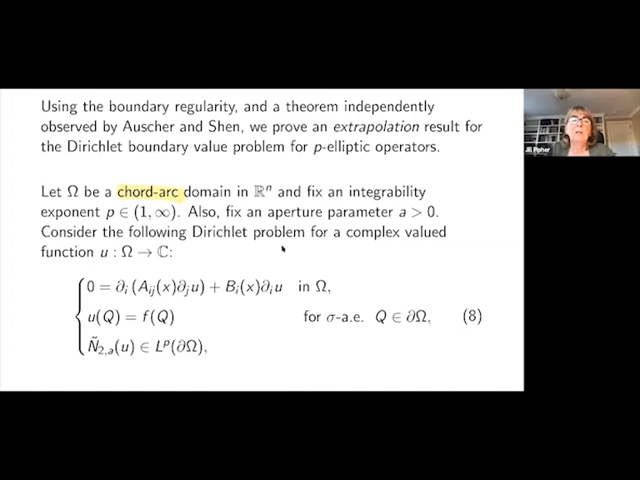 Using the boundary regularity, and a theorem independently
observed by Auscher and Shen, we prove an extrapolation result for
the Dirichlet boundary value problem for p-elliptic operators.
Let Ω be a chord-arc domain in ℝⁿ and fix an integrability
exponent p ∈ (1, ∞). Also, fix an aperture parameter a > 0.
Consider the following Dirichlet problem for a complex valued
function u : Ω → ℂ:
0 = ∂ᵢ (Aᵢⱼ(x)∂ⱼu) + Bᵢ(x)∂ᵢu in Ω,
u(Q) = f(Q) for σ-a.e. Q ∈ ∂Ω, (8)
Ñ₂,ₐ(u) ∈ Lᵖ(∂Ω),
Jill Pipher